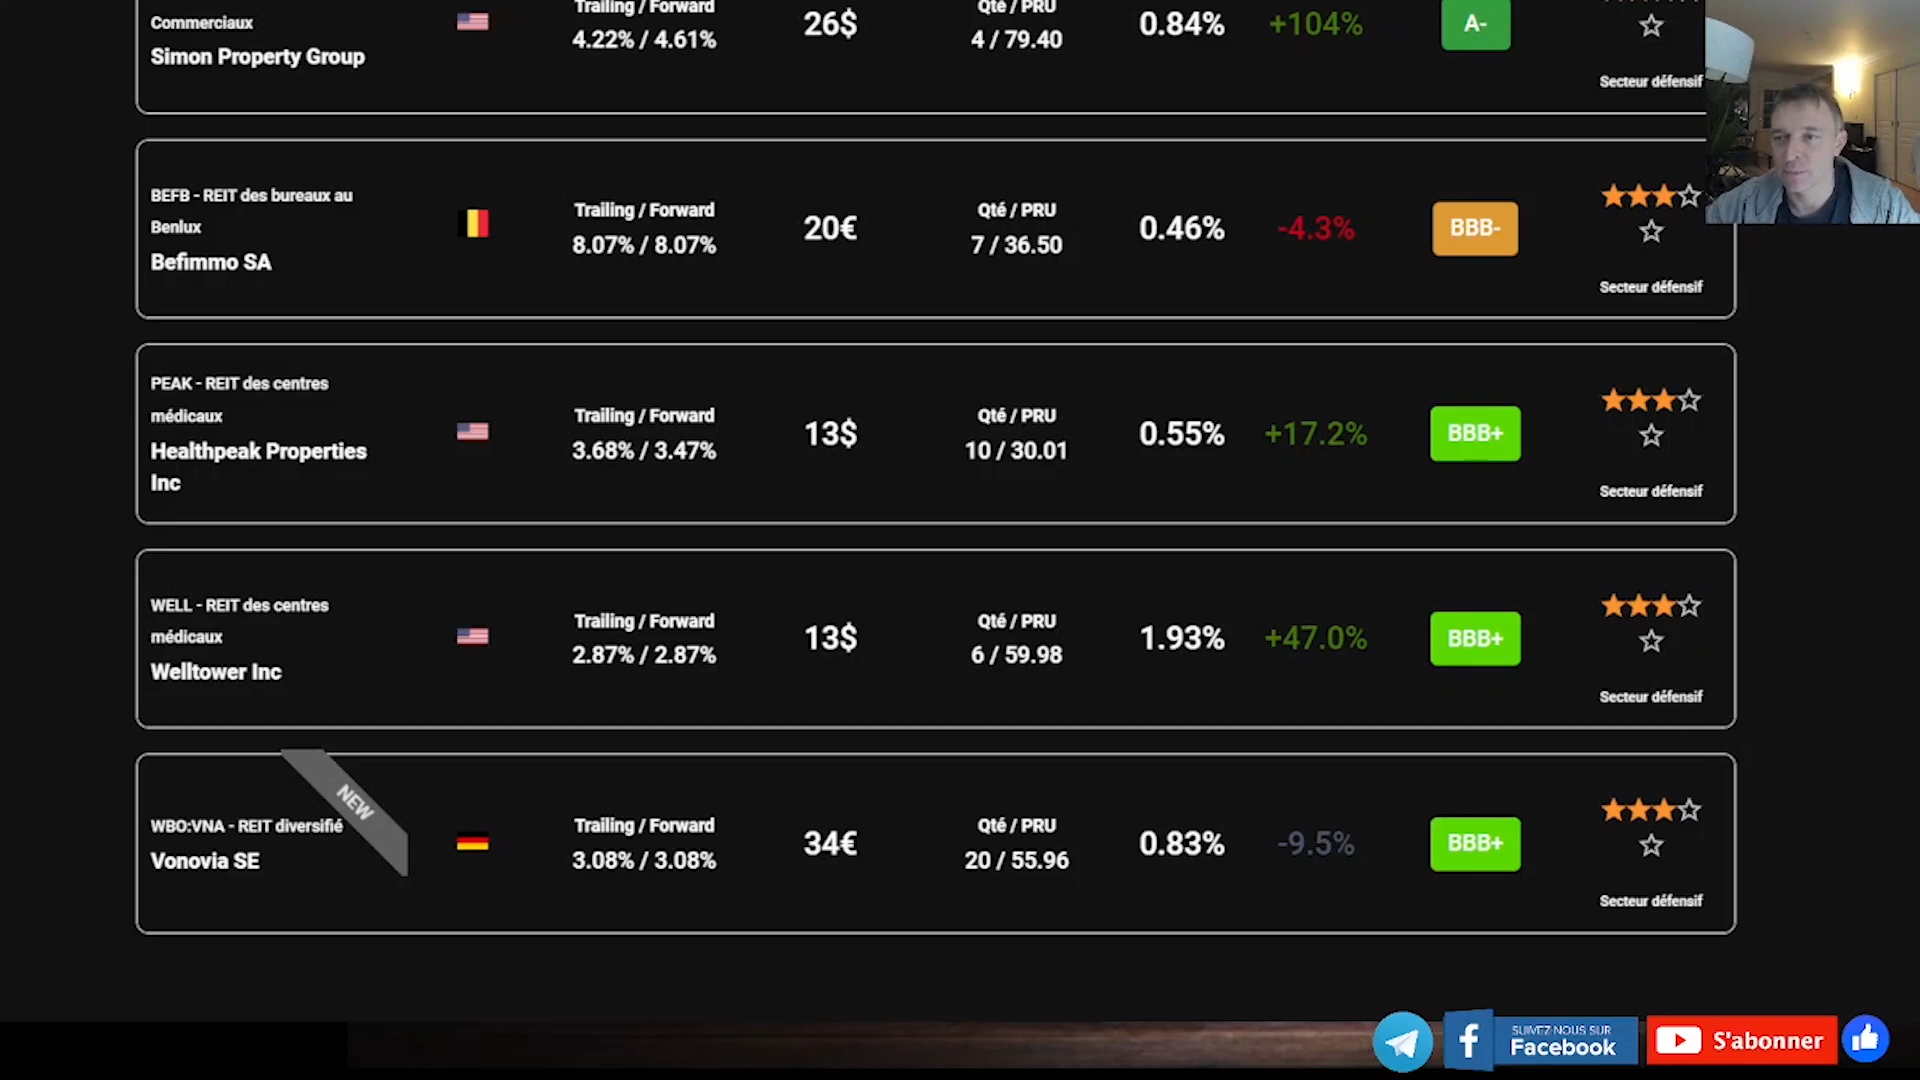 Commerciaux
Simon Property Group
Trailing / Forward
4.22% / 4.61%
26$
Qté / PRU
4 / 79.40
0.84%
+104%
A-
Secteur défensif
BEFB - REIT des bureaux au
Benlux
Befimmo SA
Trailing / Forward
8.07% / 8.07%
20€
Qté / PRU
7 / 36.50
0.46%
-4.3%
BBB-
Secteur défensif
PEAK - REIT des centres
médicaux
Healthpeak Properties
Inc
Trailing / Forward
3.68% / 3.47%
13$
Qté / PRU
10 / 30.01
0.55%
+17.2%
BBB+
Secteur défensif
WELL - REIT des centres
médicaux
Welltower Inc
Trailing / Forward
2.87% / 2.87%
13$
Qté / PRU
6 / 59.98
1.93%
+47.0%
BBB+
Secteur défensif
NEW
WBO:VNA - REIT diversifié
Vonovia SE
Trailing / Forward
3.08% / 3.08%
34€
Qté / PRU
20 / 55.96
0.83%
-9.5%
BBB+
Secteur défensif
SUIVEZ-NOUS SUR
Facebook
S'abonner